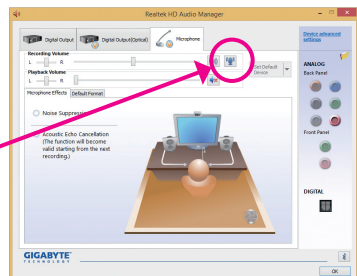 Realtek HD Audio Manager
Digital Output
Digital Output(Optical)
Microphone
Device advanced
settings
Recording Volume
L
R
Set Default
Device
ANALOG
Back Panel
Playback Volume
L
R
Microphone Effects
Default Format
Noise Suppression
Acoustic Echo Cancellation
(The function will become
valid starting from the next
recording.)
Front Panel
DIGITAL
GIGABYTE
TECHNOLOGY
OK